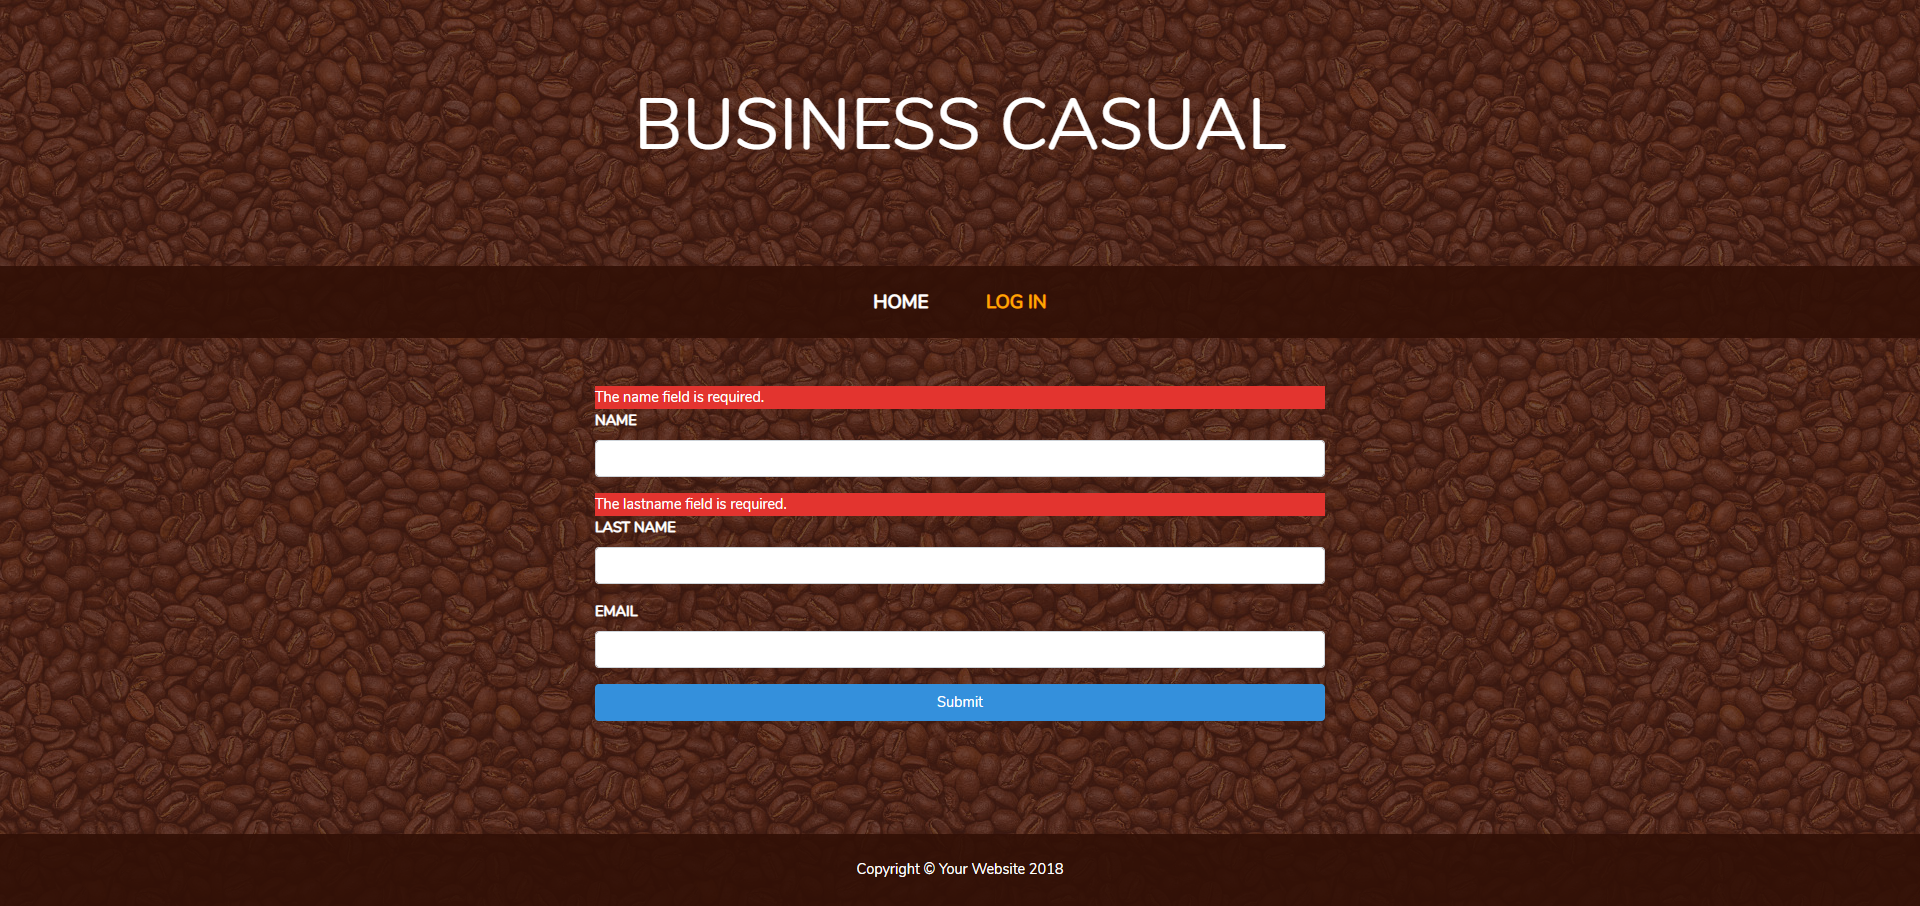 BUSINESS CASUAL
HOME LOG IN
The name field is required.
NAME
The lastname field is required.
LAST NAME
EMAIL
Submit
Copyright © Your Website 2018